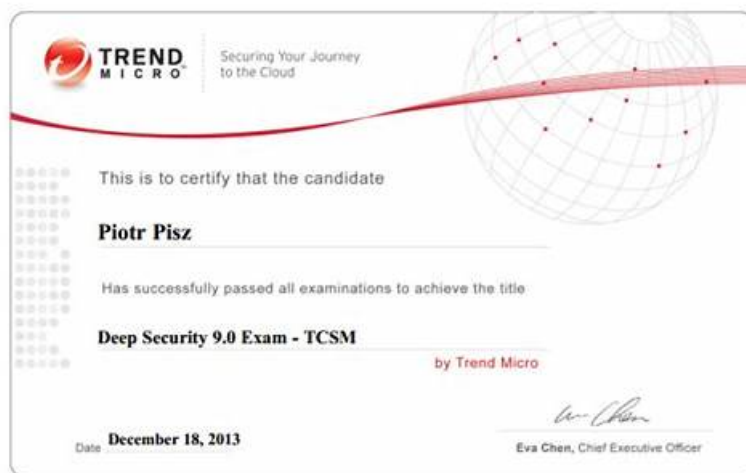 TREND
MICRO
Securing Your Journey
to the Cloud
This is to certify that the candidate
Piotr Pisz
Has successfully passed all examinations to achieve the title
Deep Security 9.0 Exam - TCSM
by Trend Micro
Date December 18, 2013
Eva Chen, Chief Executive Officer